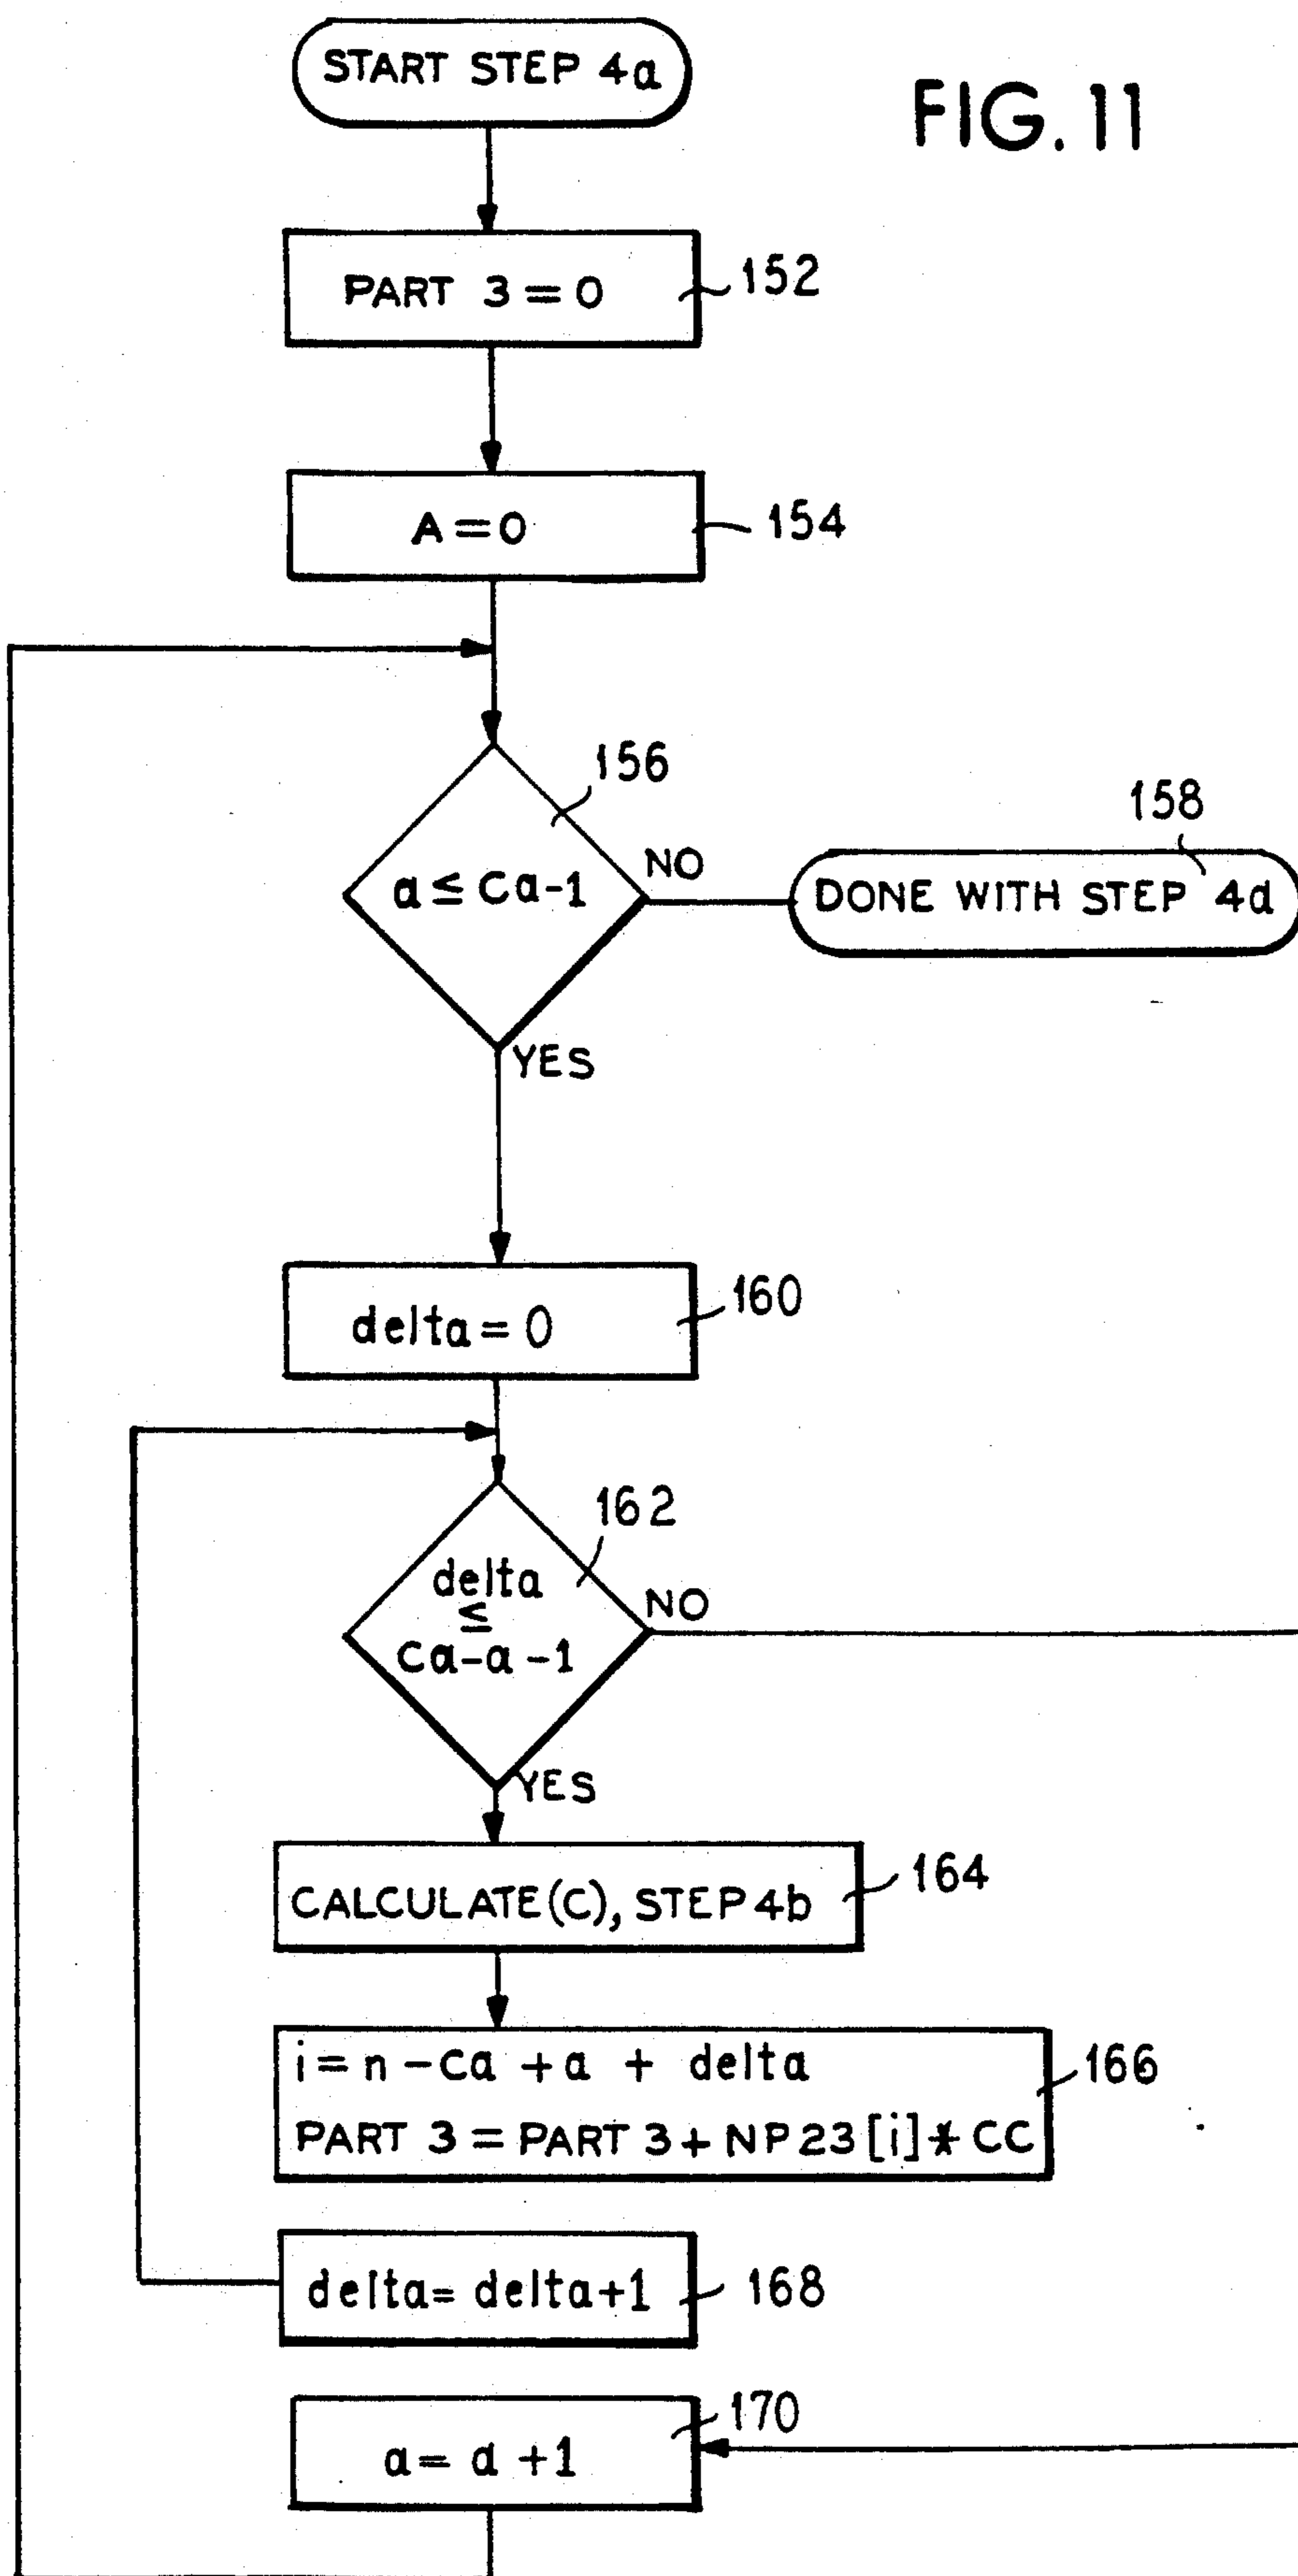 START STEP 4a
FIG. 11
PART 3 = 0
152
A = 0
154
156
a ≤ Ca-1
NO
158
DONE WITH STEP 4a
YES
delta = 0
160
162
delta
≤
Ca-a-1
NO
YES
CALCULATE (C), STEP 4b
164
i = n - Ca + a + delta
PART 3 = PART 3 + NP23 [i] * CC
166
delta = delta+1
168
170
a = a +1